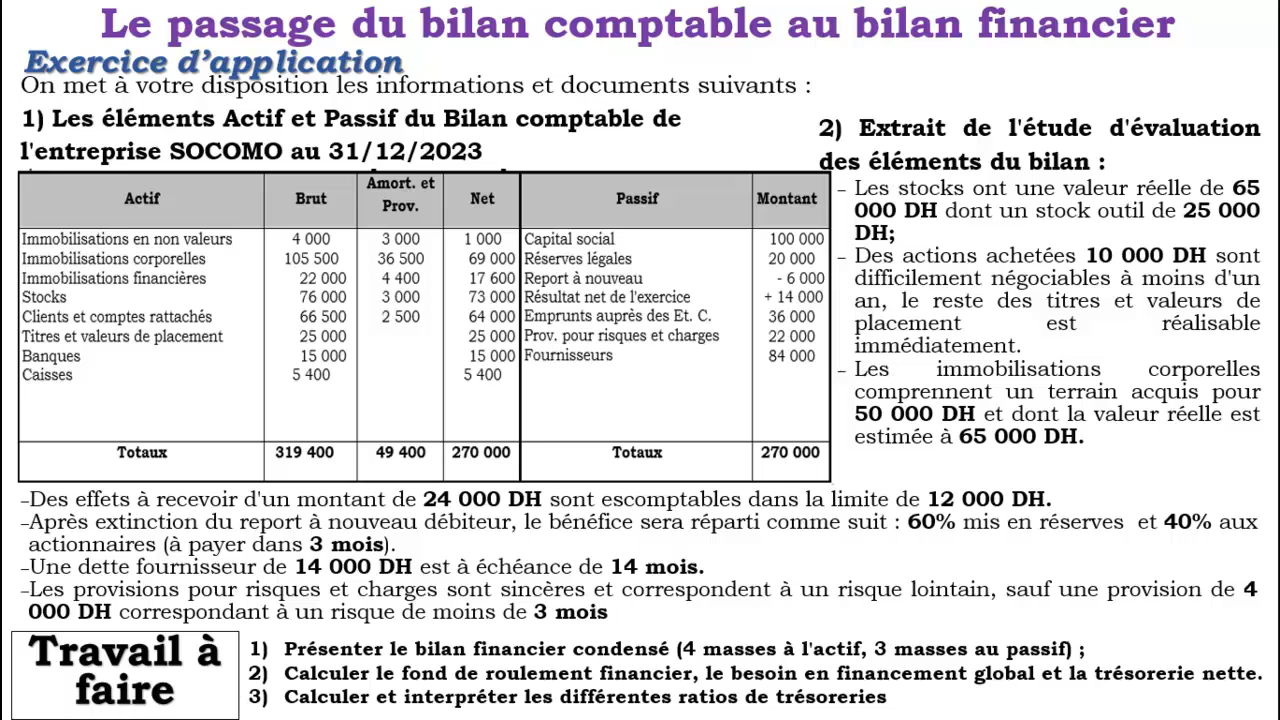 Le passage du bilan comptable au bilan financier
Exercice d'application
On met à votre disposition les informations et documents suivants :
1) Les éléments Actif et Passif du Bilan comptable de
l'entreprise SOCOMO au 31/12/2023
Actif Brut Amort. et Prov. Net Passif Montant
Immobilisations en non valeurs 4 000 3 000 1 000 Capital social 100 000
Immobilisations corporelles 105 500 36 500 69 000 Réserves légales 20 000
Immobilisations financières 22 000 4 400 17 600 Report à nouveau - 6 000
Stocks 76 000 3 000 73 000 Résultat net de l'exercice + 14 000
Clients et comptes rattachés 66 500 2 500 64 000 Emprunts auprès des Et. C. 36 000
Titres et valeurs de placement 25 000 25 000 Prov. pour risques et charges 22 000
Banques 15 000 15 000 Fournisseurs 84 000
Caisses 5 400 5 400
Totaux 319 400 49 400 270 000 Totaux 270 000
2) Extrait de l'étude d'évaluation
des éléments du bilan :
- Les stocks ont une valeur réelle de 65
000 DH dont un stock outil de 25 000
DH;
- Des actions achetées 10 000 DH sont
difficilement négociables à moins d'un
an, le reste des titres et valeurs de
placement est réalisable
immédiatement.
- Les immobilisations corporelles
comprennent un terrain acquis pour
50 000 DH et dont la valeur réelle est
estimée à 65 000 DH.
-Des effets à recevoir d'un montant de 24 000 DH sont escomptables dans la limite de 12 000 DH.
-Après extinction du report à nouveau débiteur, le bénéfice sera réparti comme suit : 60% mis en réserves et 40% aux
actionnaires (à payer dans 3 mois).
-Une dette fournisseur de 14 000 DH est à échéance de 14 mois.
-Les provisions pour risques et charges sont sincères et correspondent à un risque lointain, sauf une provision de 4
000 DH correspondant à un risque de moins de 3 mois
Travail à
faire
1) Présenter le bilan financier condensé (4 masses à l'actif, 3 masses au passif) ;
2) Calculer le fond de roulement financier, le besoin en financement global et la trésorerie nette.
3) Calculer et interpréter les différentes ratios de trésoreries